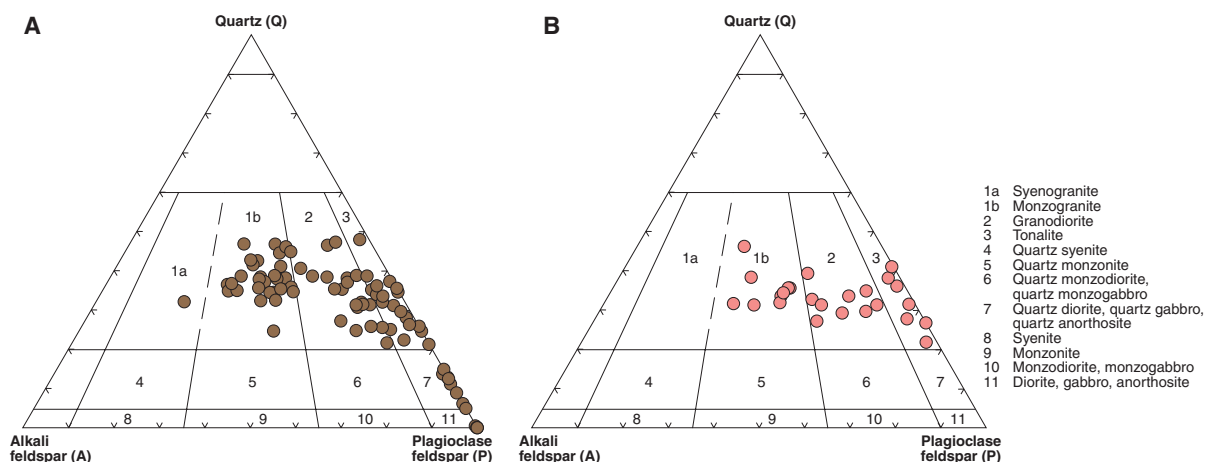 A
Quartz (Q)
1b
2
3
1a
4
5
6
7
8
9
10
11
Alkali
feldspar (A)
Plagioclase
feldspar (P)
B
Quartz (Q)
1a
1b
2
3
4
5
6
7
8
9
10
11
Alkali
feldspar (A)
Plagioclase
feldspar (P)
1a Syenogranite
1b Monzogranite
2 Granodiorite
3 Tonalite
4 Quartz syenite
5 Quartz monzonite
6 Quartz monzodiorite,
quartz monzogabbro
7 Quartz diorite, quartz gabbro,
quartz anorthosite
8 Syenite
9 Monzonite
10 Monzodiorite, monzogabbro
11 Diorite, gabbro, anorthosite